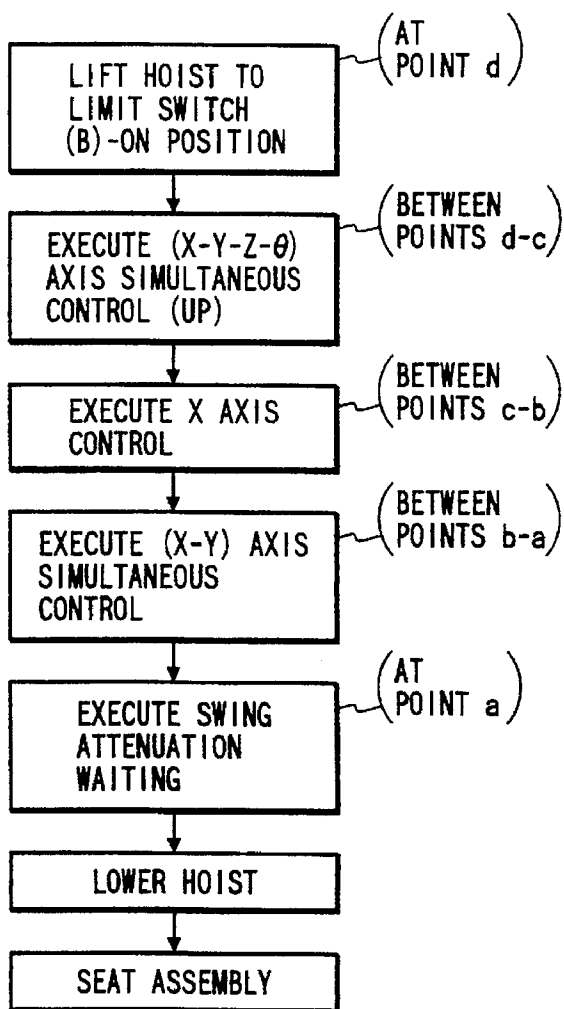 LIFT HOIST TO
LIMIT SWITCH
(B)-ON POSITION
(AT
POINT d)
EXECUTE (X-Y-Z-θ)
AXIS SIMULTANEOUS
CONTROL (UP)
(BETWEEN
POINTS d-c)
EXECUTE X AXIS
CONTROL
(BETWEEN
POINTS c-b)
EXECUTE (X-Y) AXIS
SIMULTANEOUS
CONTROL
(BETWEEN
POINTS b-a)
EXECUTE SWING
ATTENUATION
WAITING
(AT
POINT a)
LOWER HOIST
SEAT ASSEMBLY